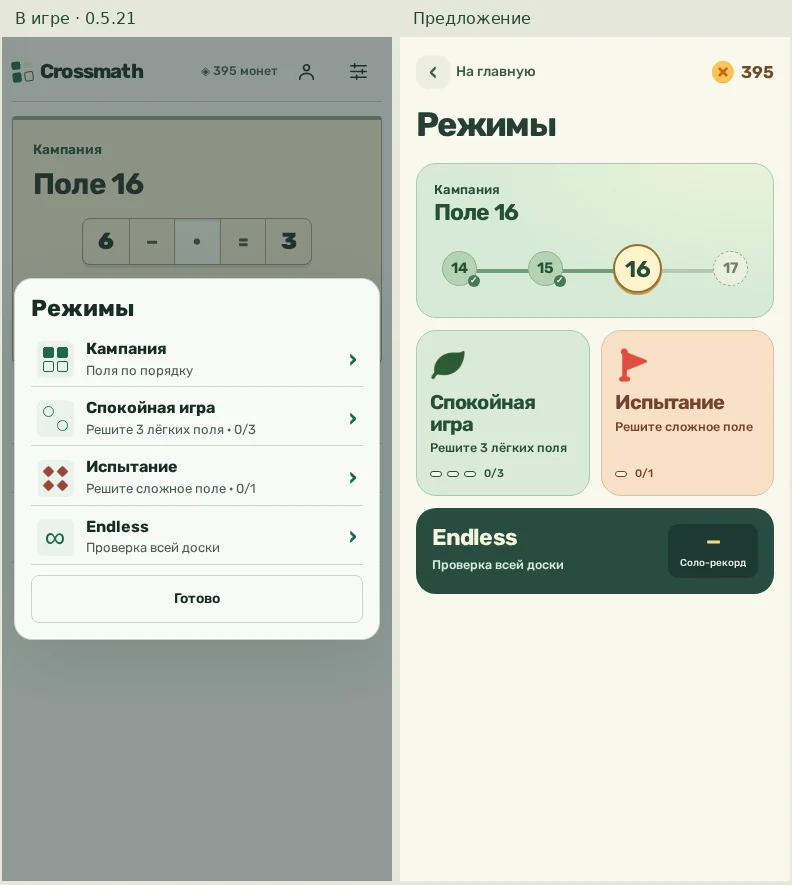 В игре · 0.5.21
Crossmath
◈ 395 монет
Кампания
Поле 16
6 − • = 3
Режимы
Кампания
Поля по порядку
Спокойная игра
Решите 3 лёгких поля • 0/3
Испытание
Решите сложное поле • 0/1
Endless
Проверка всей доски
Готово
Предложение
На главную
395
Режимы
Кампания
Поле 16
14 15 16 17
Спокойная
игра
Решите 3 лёгких поля
0/3
Испытание
Решите сложное поле
0/1
Endless
Проверка всей доски
–
Соло-рекорд